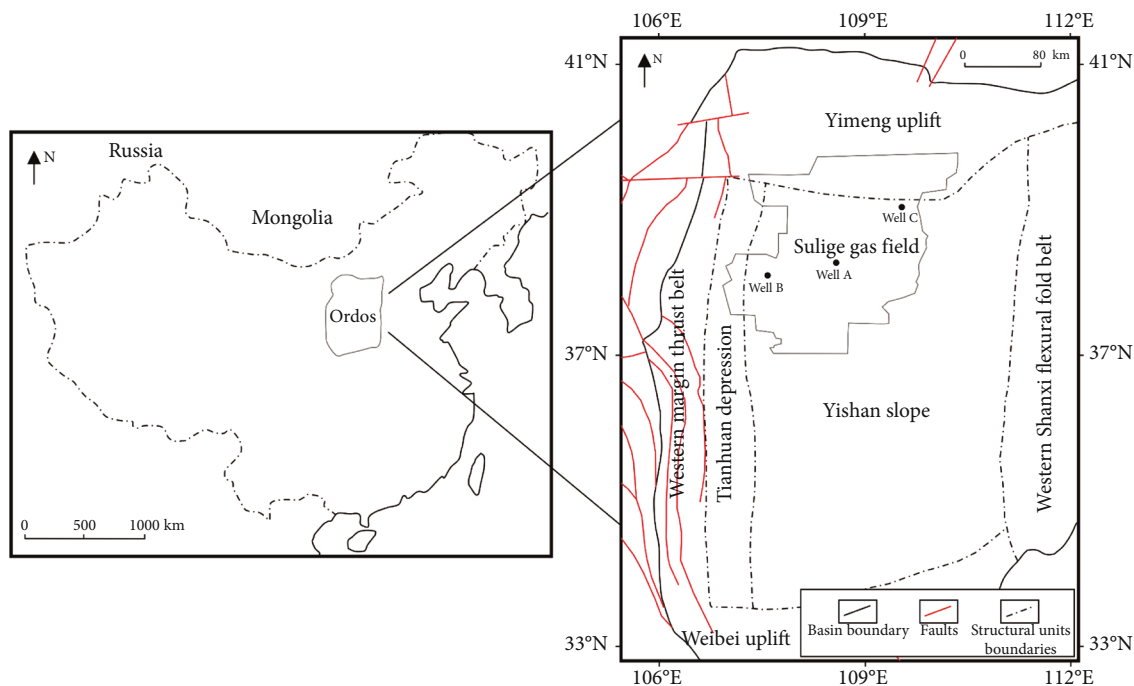 N
Russia
Mongolia
Ordos
0 500 1000 km
106°E 109°E 112°E
41°N
37°N
33°N
N
0 80 km
41°N
37°N
33°N
Yimeng uplift
Well C
Sulige gas field
Well A
Well B
Western margin thrust belt
Tianhuan depression
Yishan slope
Western Shanxi flexural fold belt
Weibei uplift
Basin boundary
Faults
Structural units
boundaries
106°E 109°E 112°E